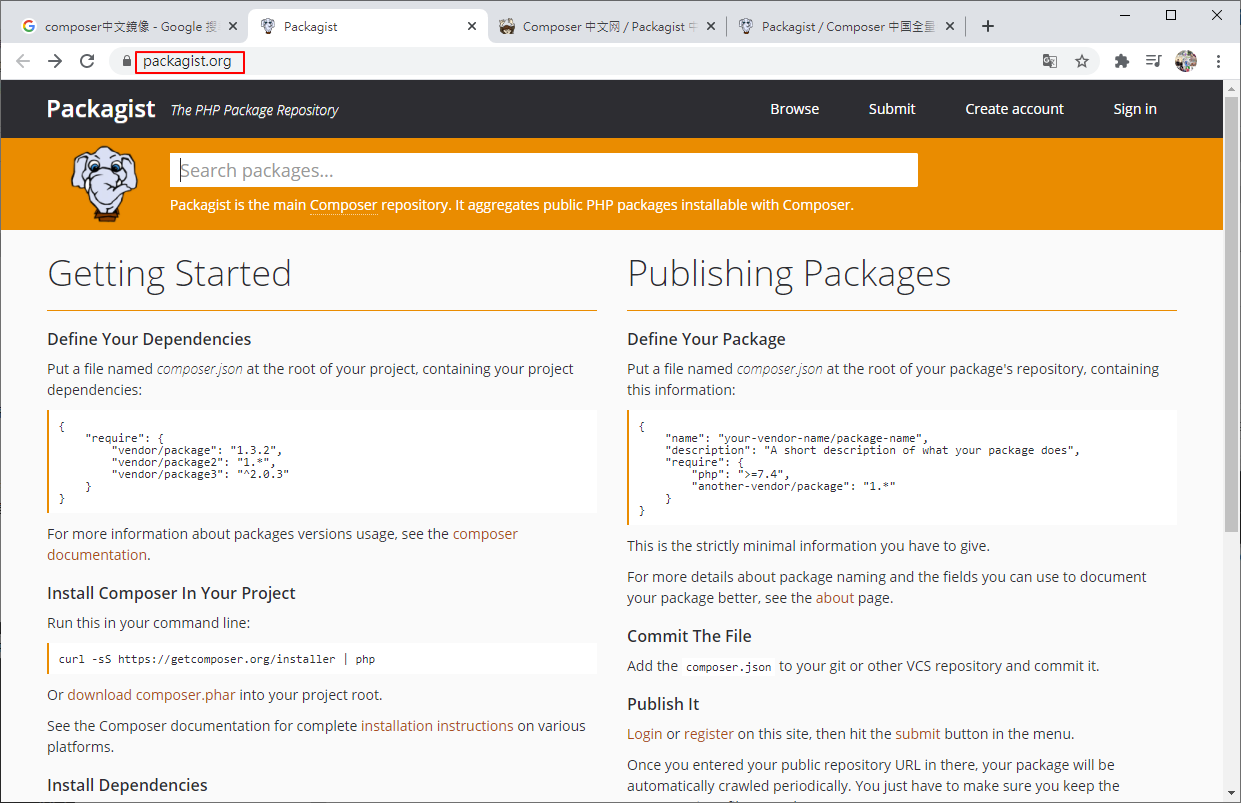 composer中文鏡像 - Google 搜
Packagist
Composer 中文网 / Packagist 中
Packagist / Composer 中国全量
packagist.org
Packagist The PHP Package Repository
Browse Submit Create account Sign in
Search packages...
Packagist is the main Composer repository. It aggregates public PHP packages installable with Composer.
Getting Started
Define Your Dependencies
Put a file named composer.json at the root of your project, containing your project
dependencies:
{
    "require": {
        "vendor/package": "1.3.2",
        "vendor/package2": "1.*",
        "vendor/package3": "^2.0.3"
    }
}
For more information about packages versions usage, see the composer
documentation.
Install Composer In Your Project
Run this in your command line:
curl -sS https://getcomposer.org/installer | php
Or download composer.phar into your project root.
See the Composer documentation for complete installation instructions on various
platforms.
Install Dependencies
Publishing Packages
Define Your Package
Put a file named composer.json at the root of your package's repository, containing
this information:
{
    "name": "your-vendor-name/package-name",
    "description": "A short description of what your package does",
    "require": {
        "php": ">=7.4",
        "another-vendor/package": "1.*"
    }
}
This is the strictly minimal information you have to give.
For more details about package naming and the fields you can use to document
your package better, see the about page.
Commit The File
Add the composer.json to your git or other VCS repository and commit it.
Publish It
Login or register on this site, then hit the submit button in the menu.
Once you entered your public repository URL in there, your package will be
automatically crawled periodically. You just have to make sure you keep the